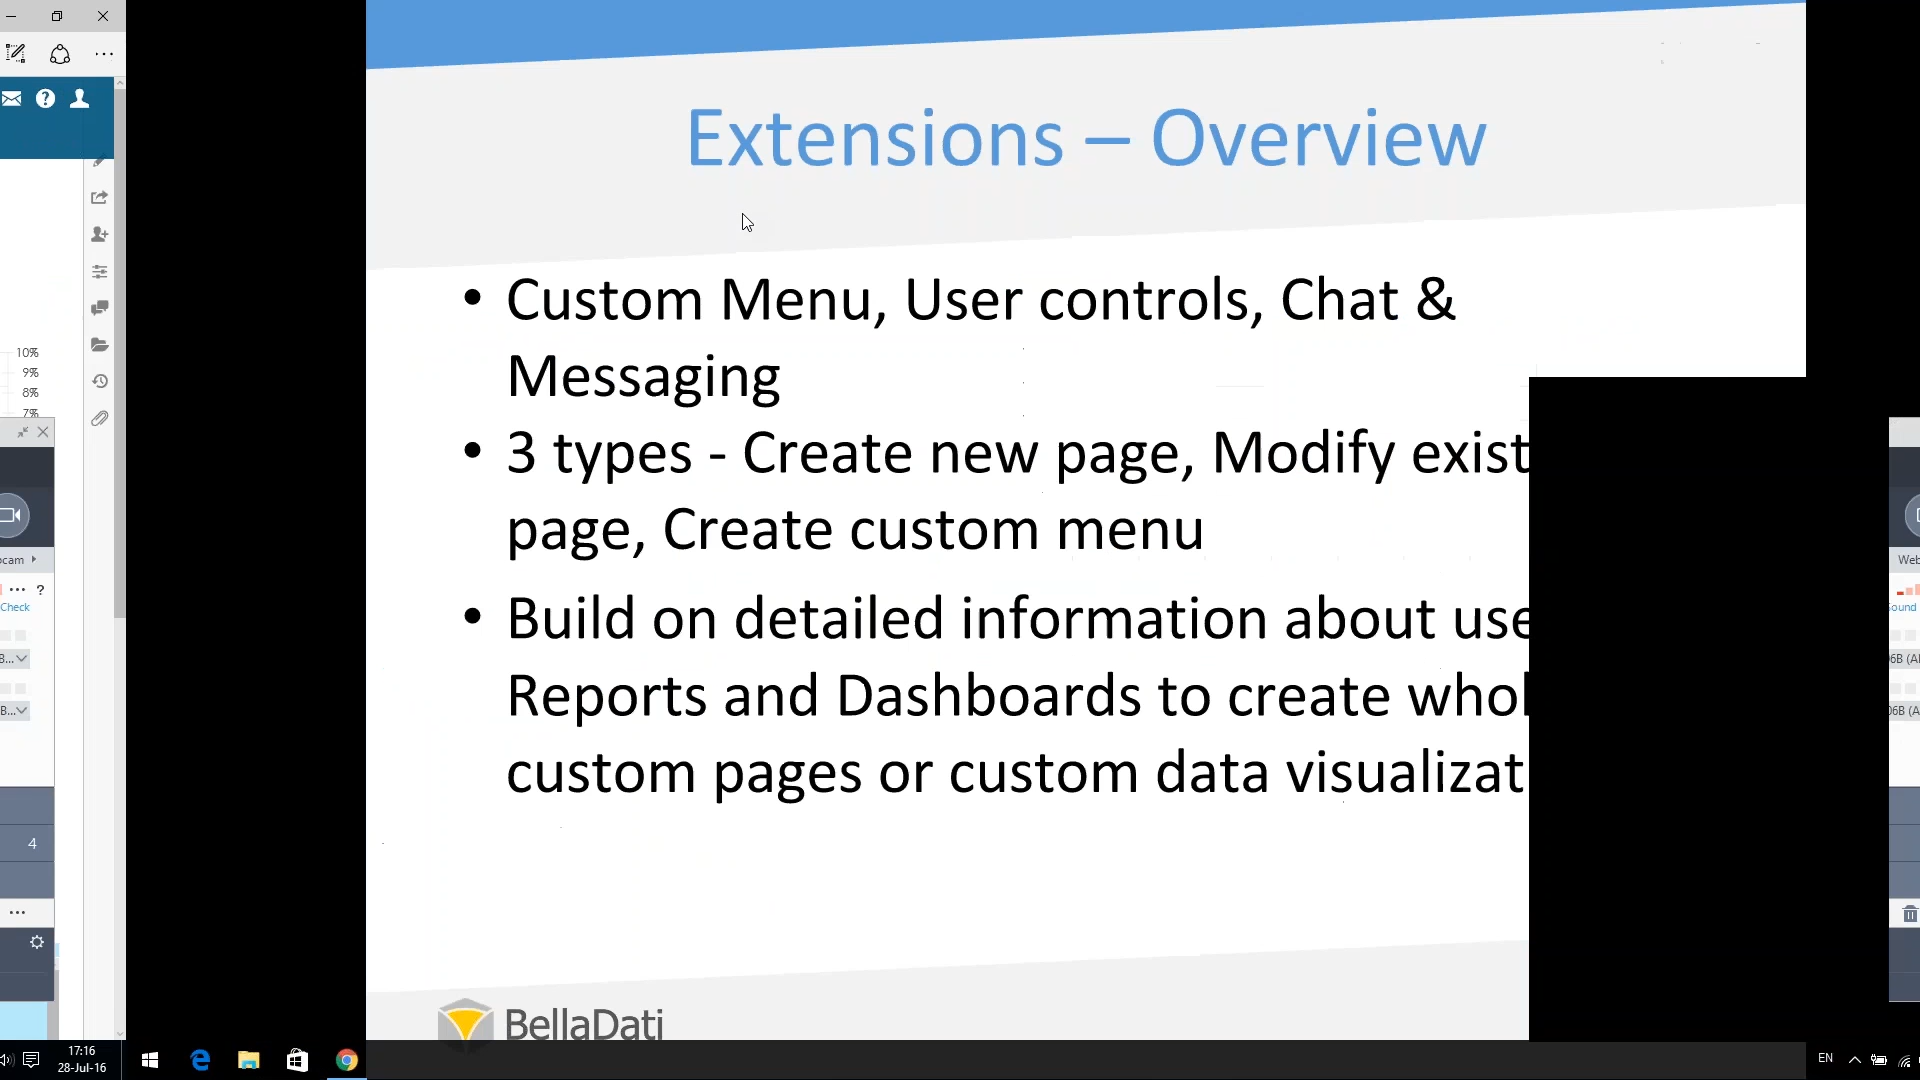 Extensions – Overview
• Custom Menu, User controls, Chat &
Messaging
• 3 types - Create new page, Modify exist
page, Create custom menu
• Build on detailed information about use
Reports and Dashboards to create whol
custom pages or custom data visualizat
BellaDati
10%
9%
8%
7%
?
Check
B...
B...
4
17:16
28-Jul-16
Web
ound
06B (A
EN